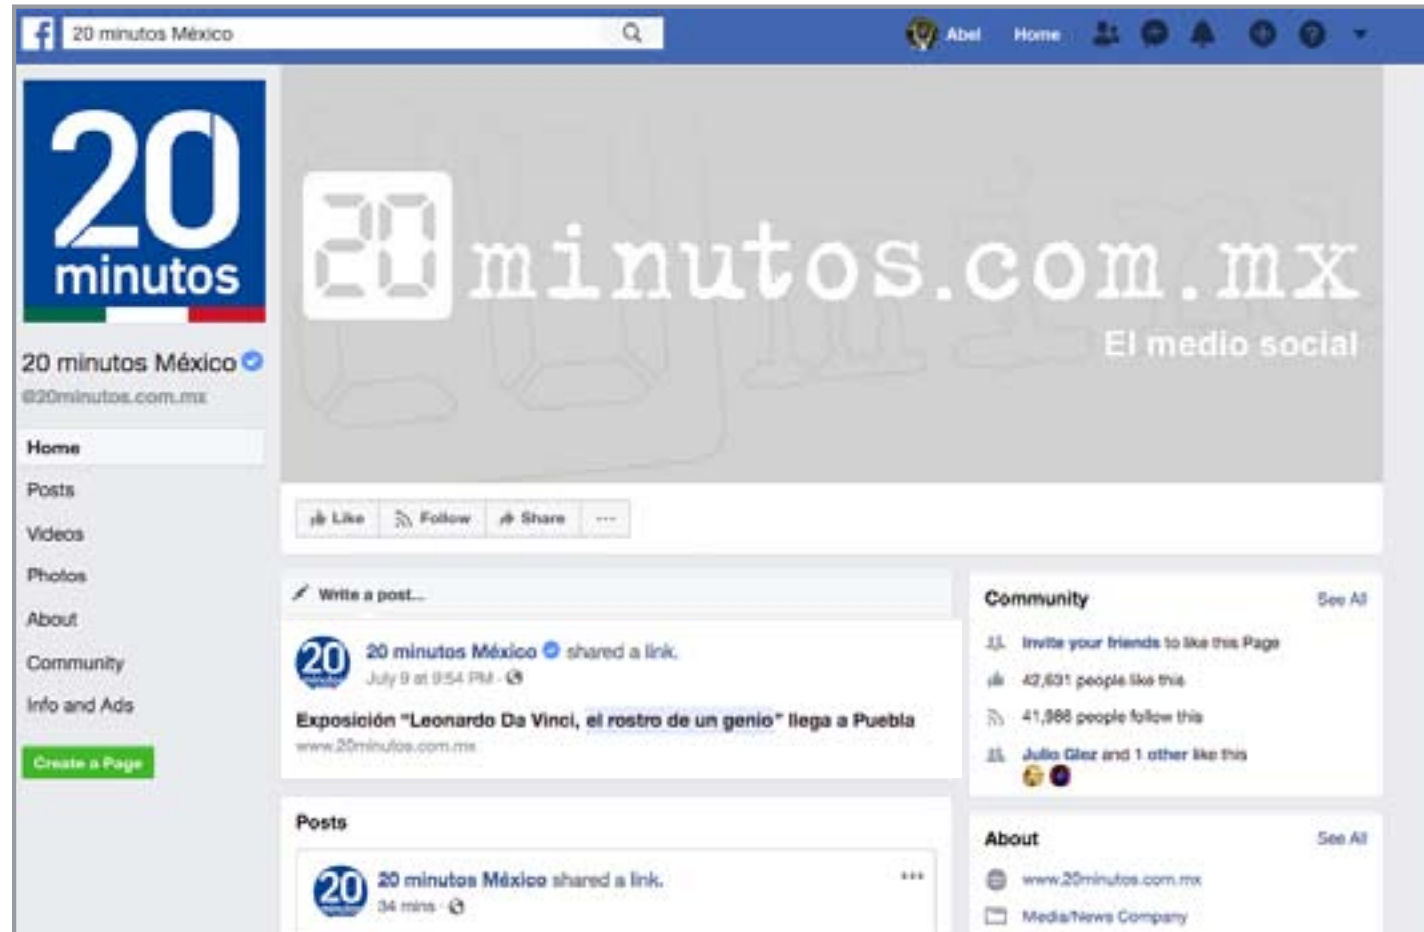 20 minutos México
Abel Home
20
minutos
20minutos.com.mx
El medio social
20 minutos México
@20minutos.com.mx
Home
Posts
Videos
Photos
About
Community
Info and Ads
Create a Page
Like Follow Share ...
Write a post...
20 minutos México shared a link.
July 9 at 9:54 PM
20
minutos
Exposición "Leonardo Da Vinci, el rostro de un genio" llega a Puebla
www.20minutos.com.mx
Posts
20 minutos México shared a link.
34 mins
20
minutos
Community See All
Invite your friends to like this Page
42,631 people like this
people follow this
Julio Glez and 1 other like this
About See All
www.20minutos.com.mx
Media/News Company